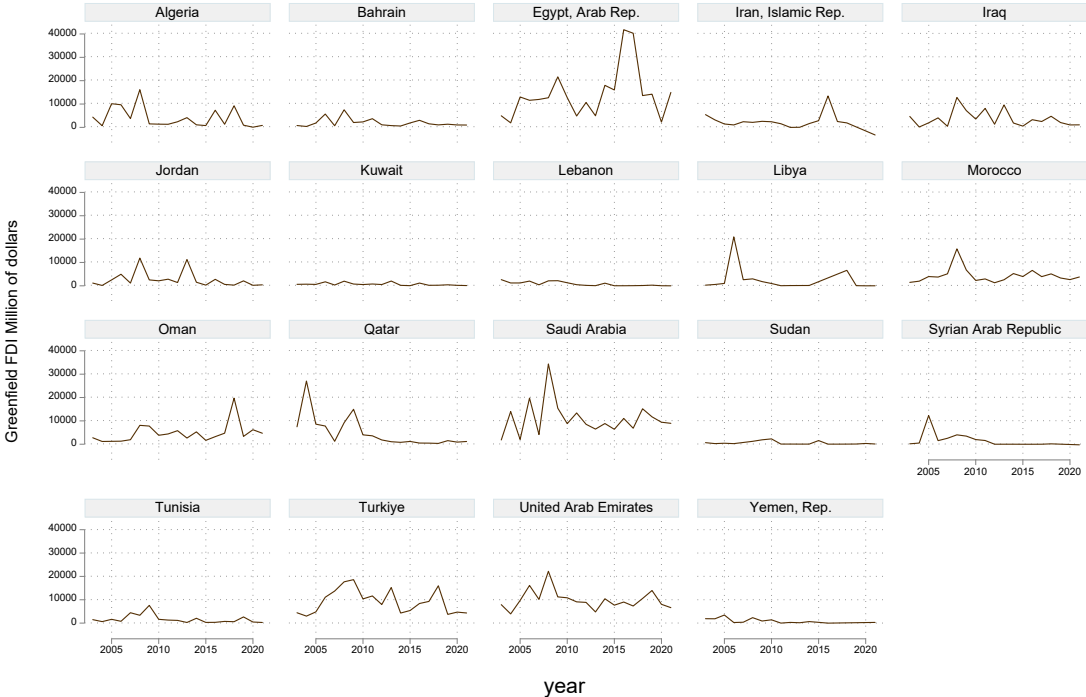 Greenfield FDI Million of dollars
Algeria Bahrain Egypt, Arab Rep. Iran, Islamic Rep. Iraq
40000
30000
20000
10000
0
Jordan Kuwait Lebanon Libya Morocco
40000
30000
20000
10000
0
Oman Qatar Saudi Arabia Sudan Syrian Arab Republic
40000
30000
20000
10000
0
2005 2010 2015 2020
Tunisia Turkiye United Arab Emirates Yemen, Rep.
40000
30000
20000
10000
0
2005 2010 2015 2020 2005 2010 2015 2020 2005 2010 2015 2020 2005 2010 2015 2020
year